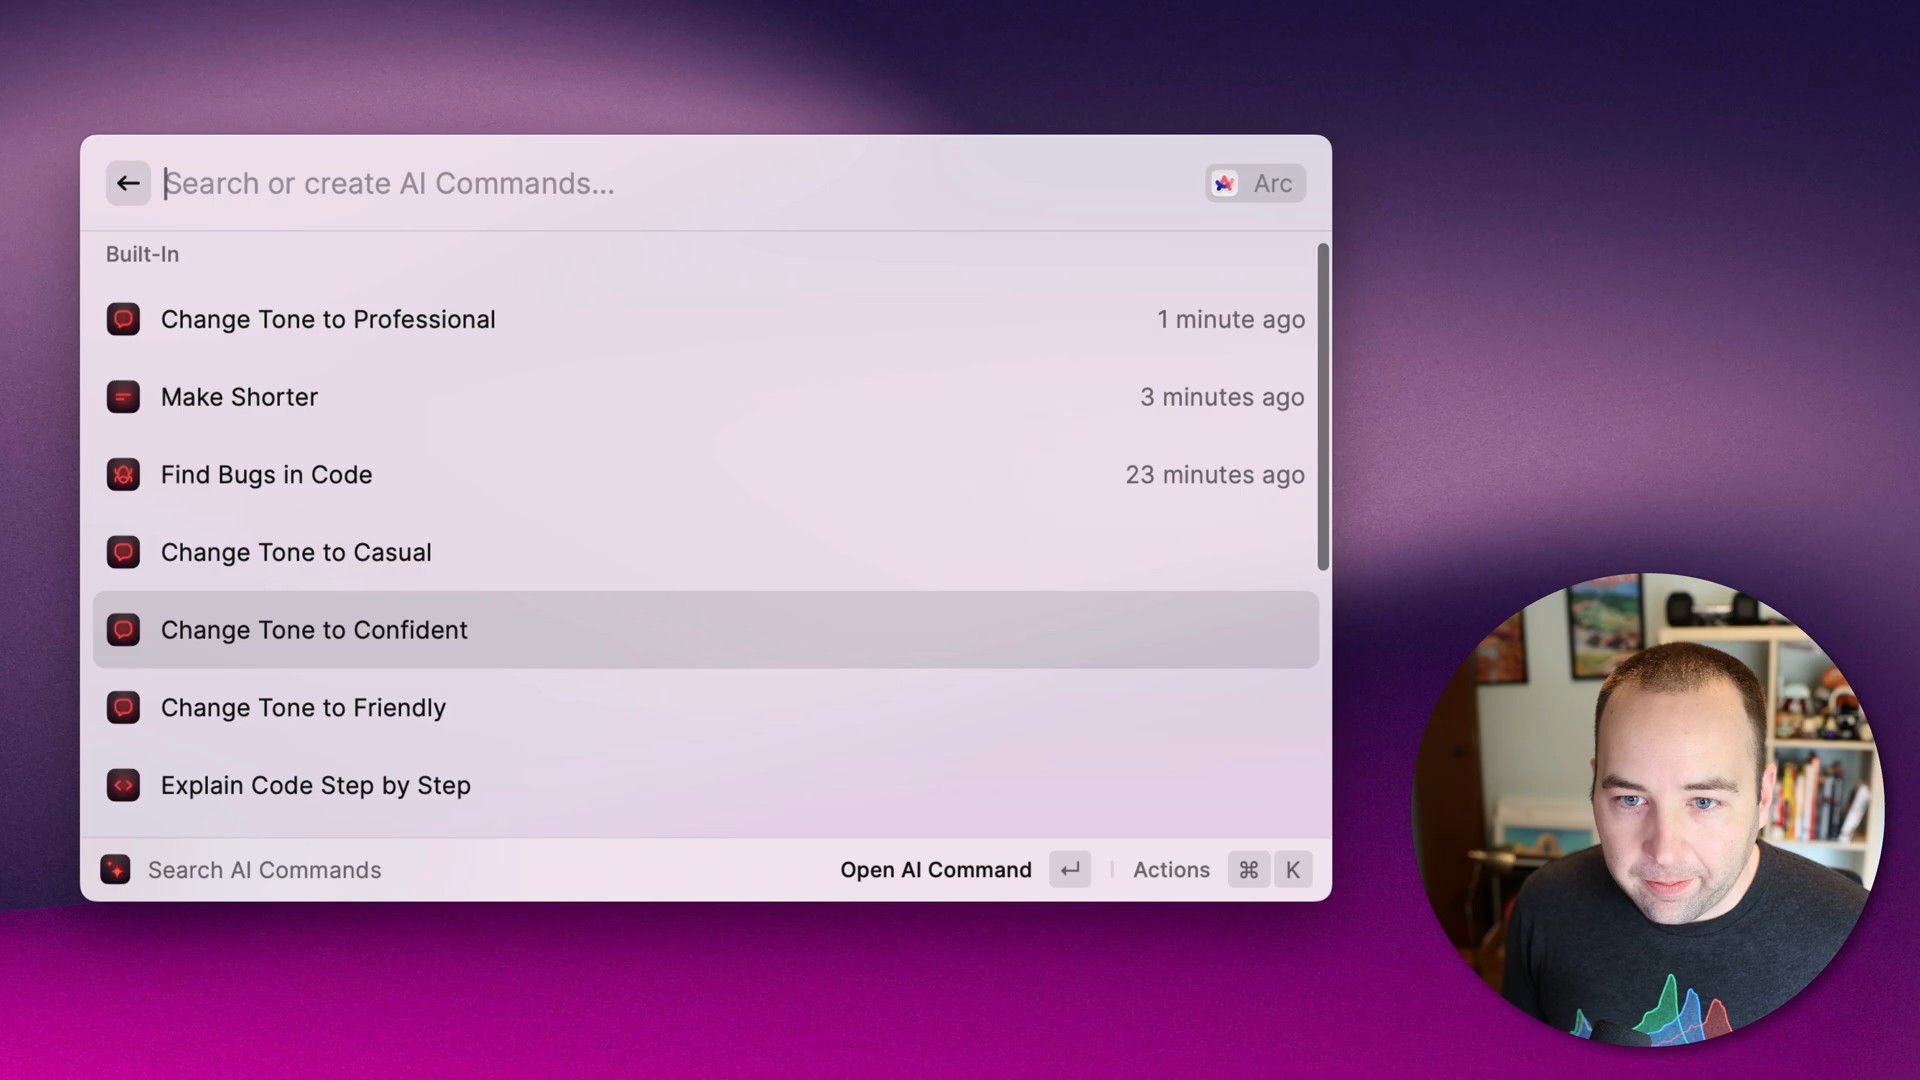 Search or create AI Commands...
Arc
Built-In
Change Tone to Professional
1 minute ago
Make Shorter
3 minutes ago
Find Bugs in Code
23 minutes ago
Change Tone to Casual
Change Tone to Confident
Change Tone to Friendly
Explain Code Step by Step
Search AI Commands
Open AI Command
Actions
⌘ K